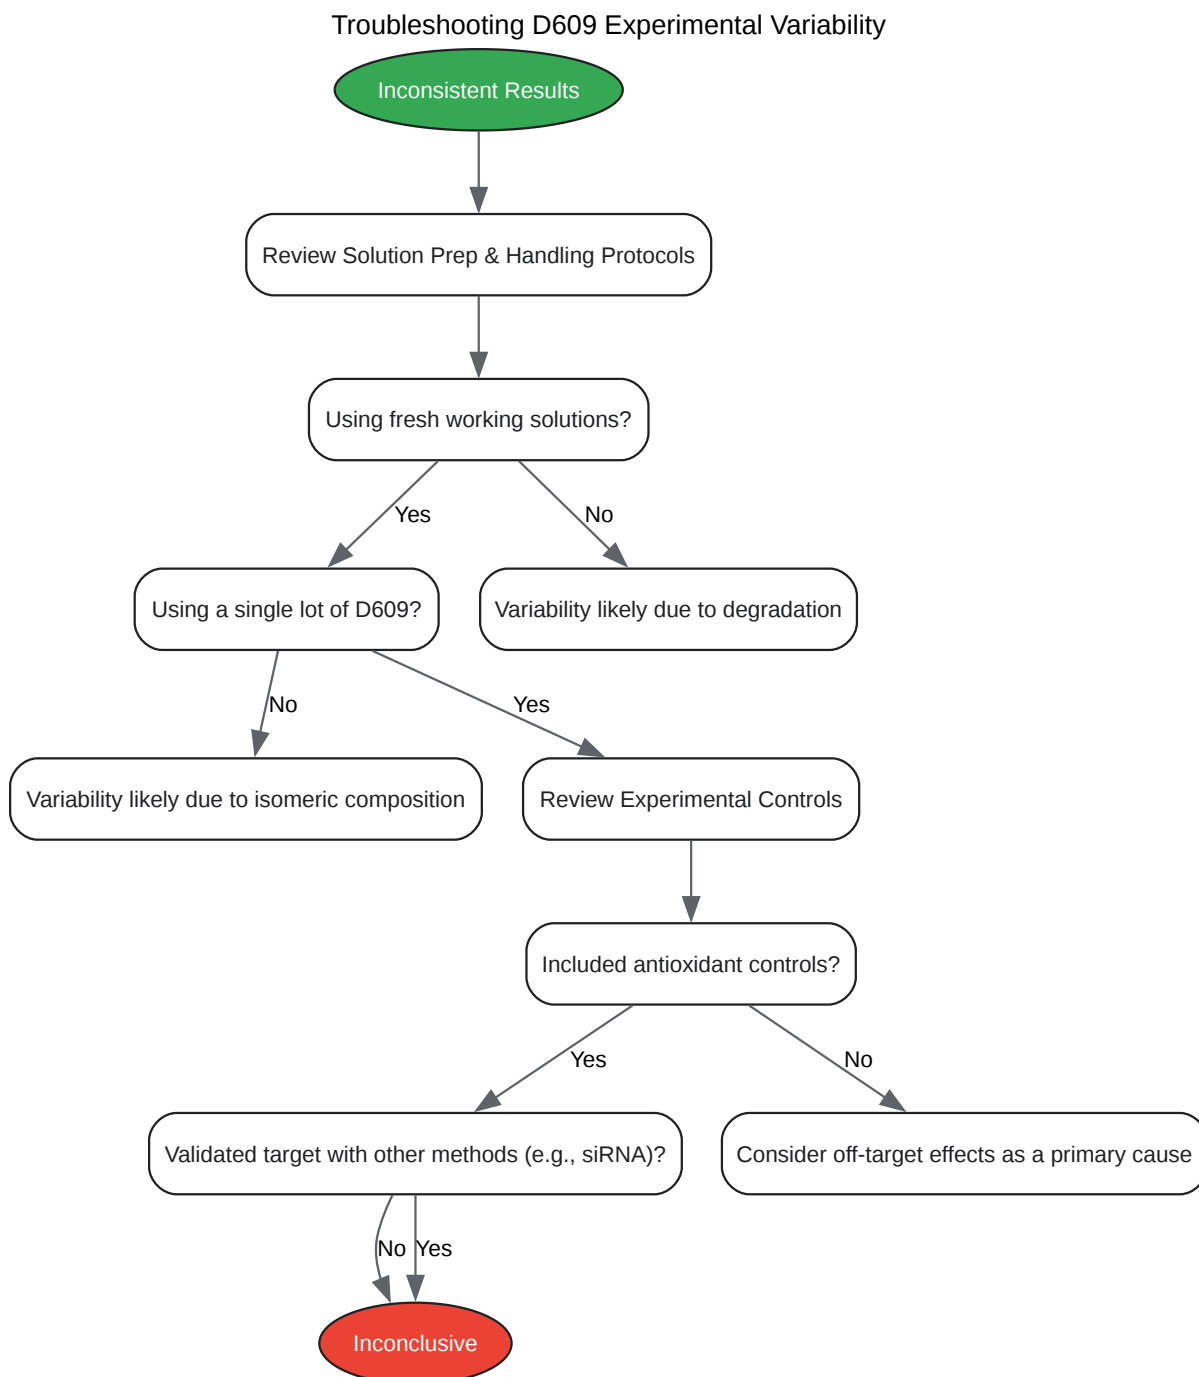 Troubleshooting D609 Experimental Variability
Inconsistent Results
Review Solution Prep & Handling Protocols
Using fresh working solutions?
Yes
No
Using a single lot of D609?
Variability likely due to degradation
No
Yes
Variability likely due to isomeric composition
Review Experimental Controls
Included antioxidant controls?
Yes
No
Validated target with other methods (e.g., siRNA)?
Consider off-target effects as a primary cause
No
Yes
Inconclusive